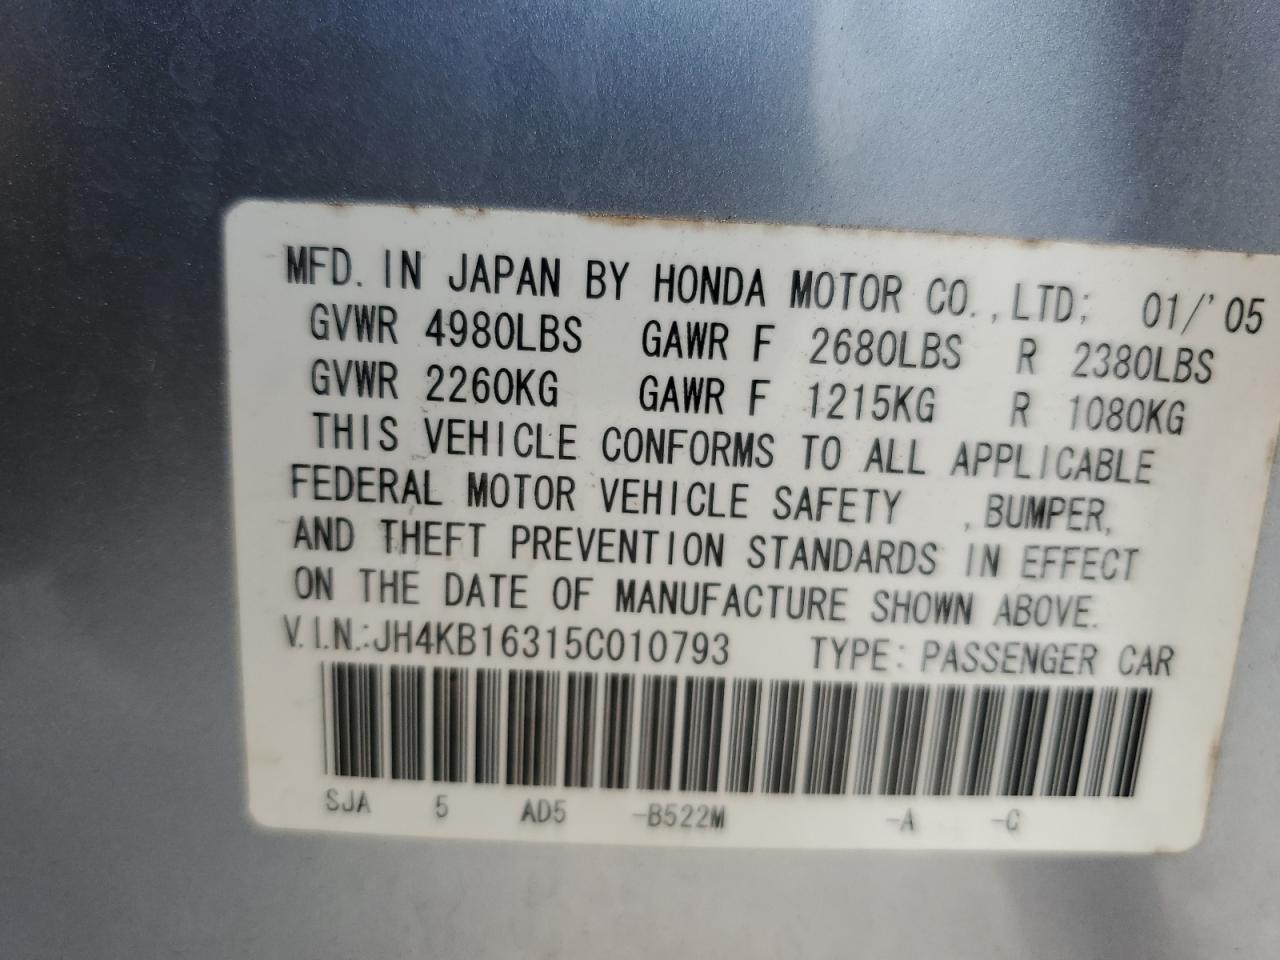 MFD. IN JAPAN BY HONDA MOTOR CO.,LTD; 01/'05
GVWR 4980LBS GAWR F 2680LBS R 2380LBS
GVWR 2260KG GAWR F 1215KG R 1080KG
THIS VEHICLE CONFORMS TO ALL APPLICABLE
FEDERAL MOTOR VEHICLE SAFETY , BUMPER,
AND THEFT PREVENTION STANDARDS IN EFFECT
ON THE DATE OF MANUFACTURE SHOWN ABOVE.
V.I.N.:JH4KB16315C010793 TYPE: PASSENGER CAR
SJA 5 AD5 -B522M -A -C